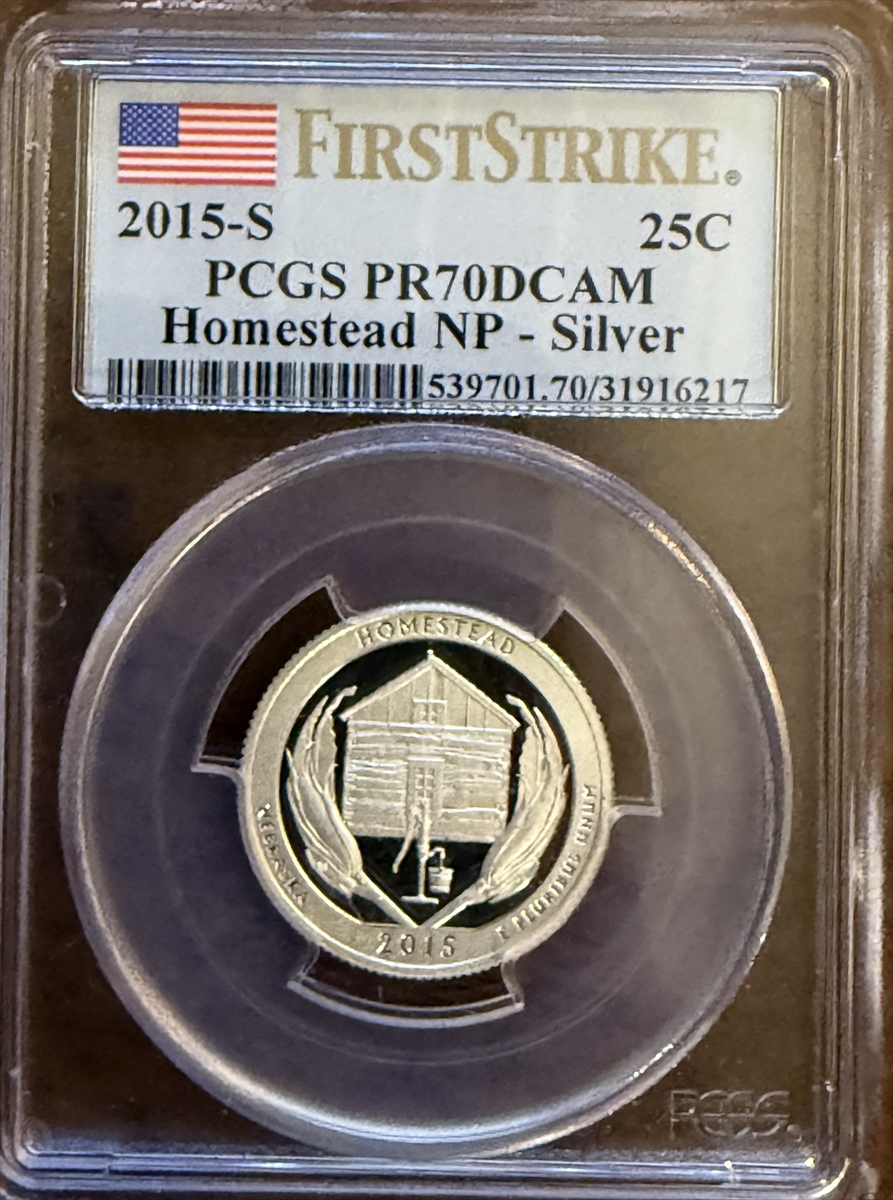 FIRSTSTRIKE®
2015-S 25C
PCGS PR70DCAM
Homestead NP - Silver
539701.70/31916217
HOMESTEAD
NEBRASKA
E PLURIBUS UNUM
2015
PCGS